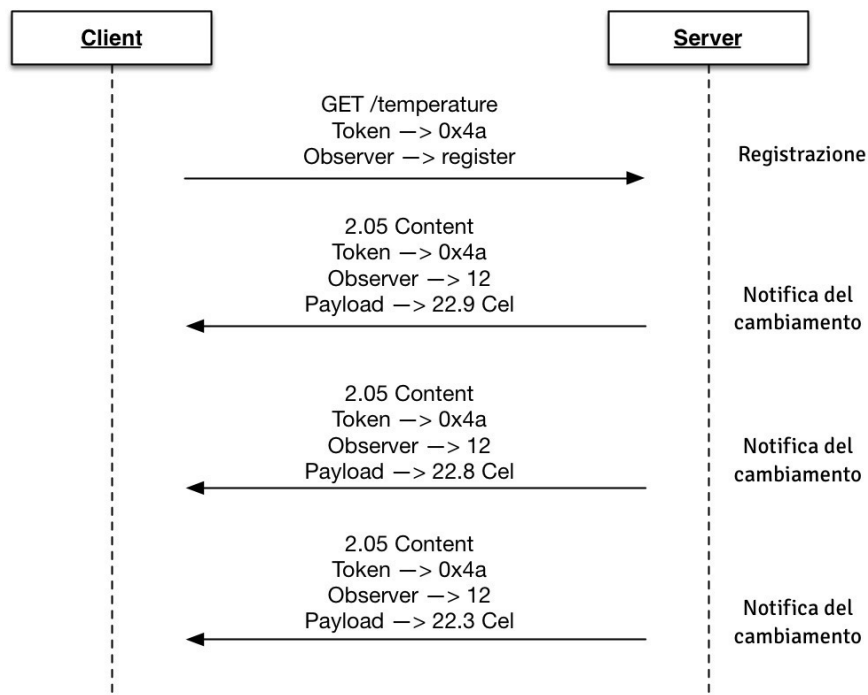 Client
Server
GET /temperature
Token —> 0x4a
Observer —> register
Registrazione
2.05 Content
Token —> 0x4a
Observer —> 12
Payload —> 22.9 Cel
Notifica del
cambiamento
2.05 Content
Token —> 0x4a
Observer —> 12
Payload —> 22.8 Cel
Notifica del
cambiamento
2.05 Content
Token —> 0x4a
Observer —> 12
Payload —> 22.3 Cel
Notifica del
cambiamento